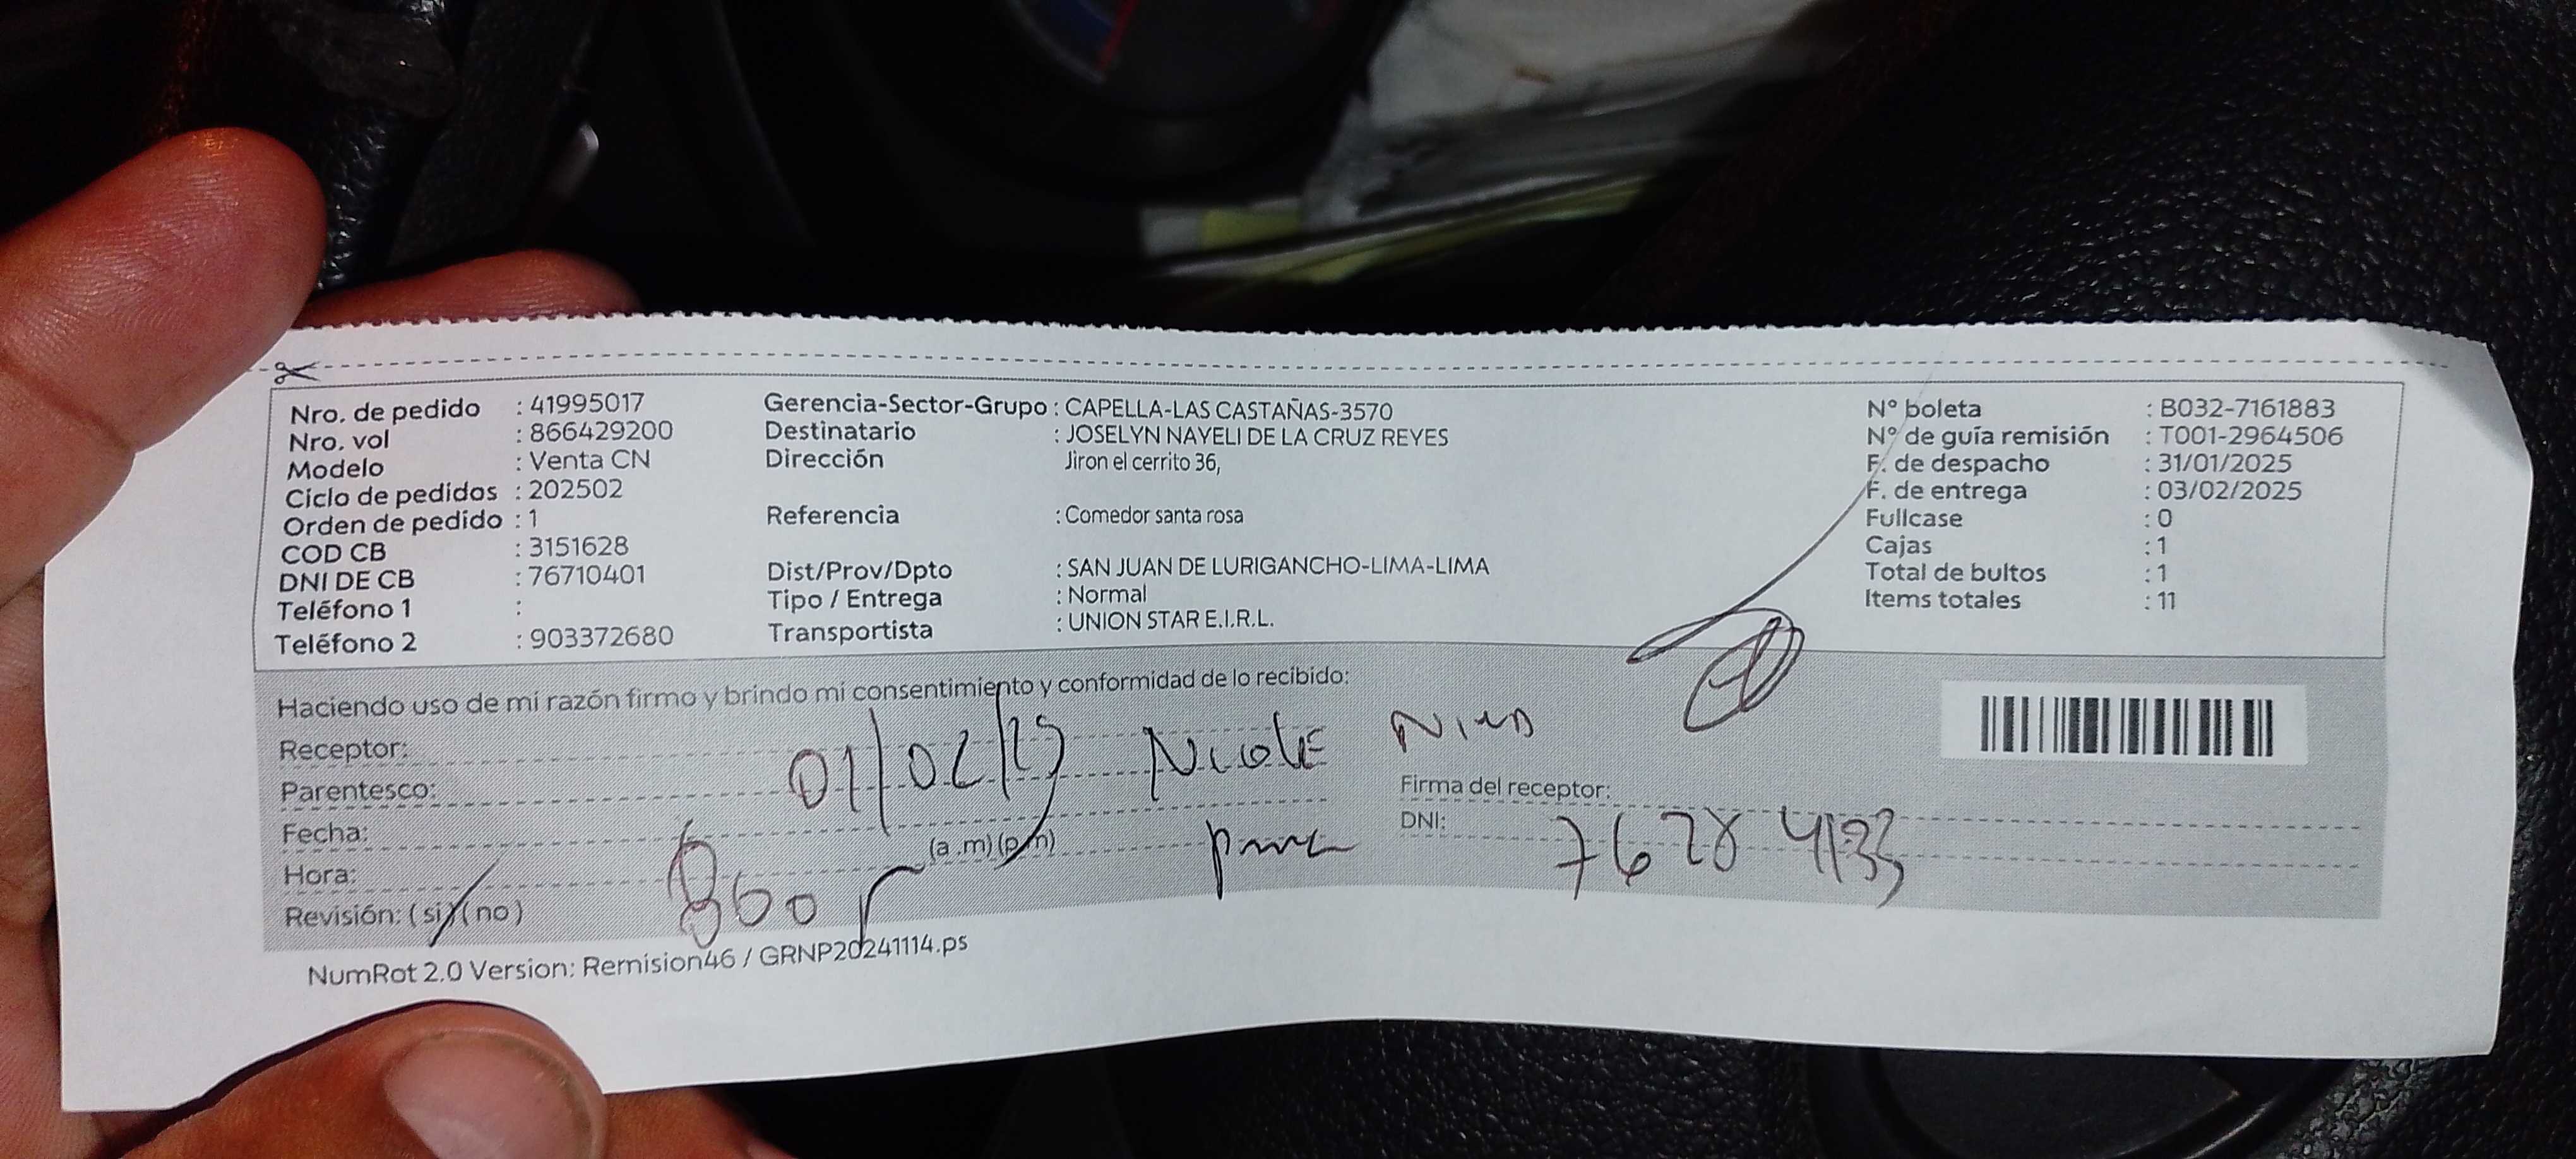 Nro. de pedido : 41995017
Nro. vol : 866429200
Modelo : Venta CN
Ciclo de pedidos : 202502
Orden de pedido : 1
COD CB : 3151628
DNI DE CB : 76710401
Teléfono 1 :
Teléfono 2 : 903372680
Gerencia-Sector-Grupo : CAPELLA-LAS CASTAÑAS-3570
Destinatario : JOSELYN NAYELI DE LA CRUZ REYES
Dirección Jiron el cerrito 36,
Referencia : Comedor santa rosa
Dist/Prov/Dpto : SAN JUAN DE LURIGANCHO-LIMA-LIMA
Tipo / Entrega : Normal
Transportista : UNION STAR E.I.R.L.
N° boleta : B032-7161883
N° de guía remisión : T001-2964506
F. de despacho : 31/01/2025
F. de entrega : 03/02/2025
Fullcase : 0
Cajas : 1
Total de bultos : 1
Items totales : 11
Haciendo uso de mi razón firmo y brindo mi consentimiento y conformidad de lo recibido:
Receptor:
Parentesco: 01/02/25 Nicole
Fecha:
Hora: (a .m) (p.m)
Revisión: (si) (no)
Firma del receptor:
DNI: 76784133
NumRot 2.0 Version: Remision46 / GRNP20241114.ps